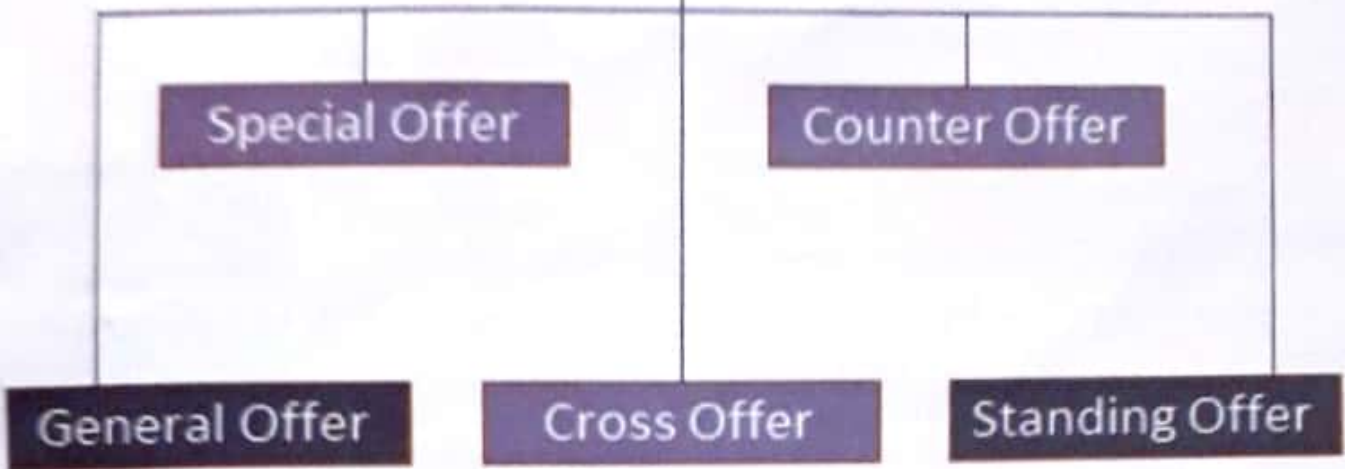 Special Offer
Counter Offer
General Offer
Cross Offer
Standing Offer